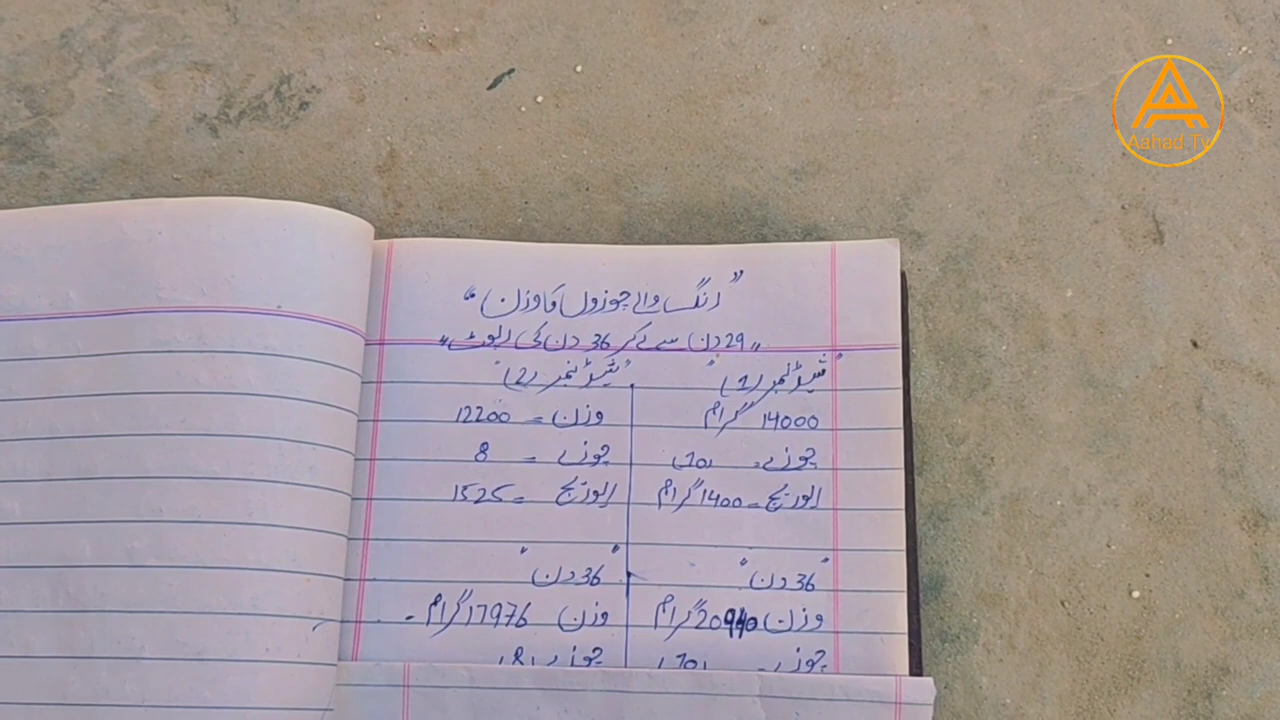 "رنگ والے چوزوں کا وزن"
"29 دن سے لے کر 36 دن کی رپورٹ"
"شیڈ نمبر (1)" "شیڈ نمبر (2)"
14000 گرام وزن = 12200
چوزے = (10) چوزے = 8
ایوریج = 1400 گرام ایوریج = 1525
"36 دن" "36 دن"
وزن 20940 گرام وزن 17976 گرام -
چوزے = (10) چوزے (8)
Aahad Tv